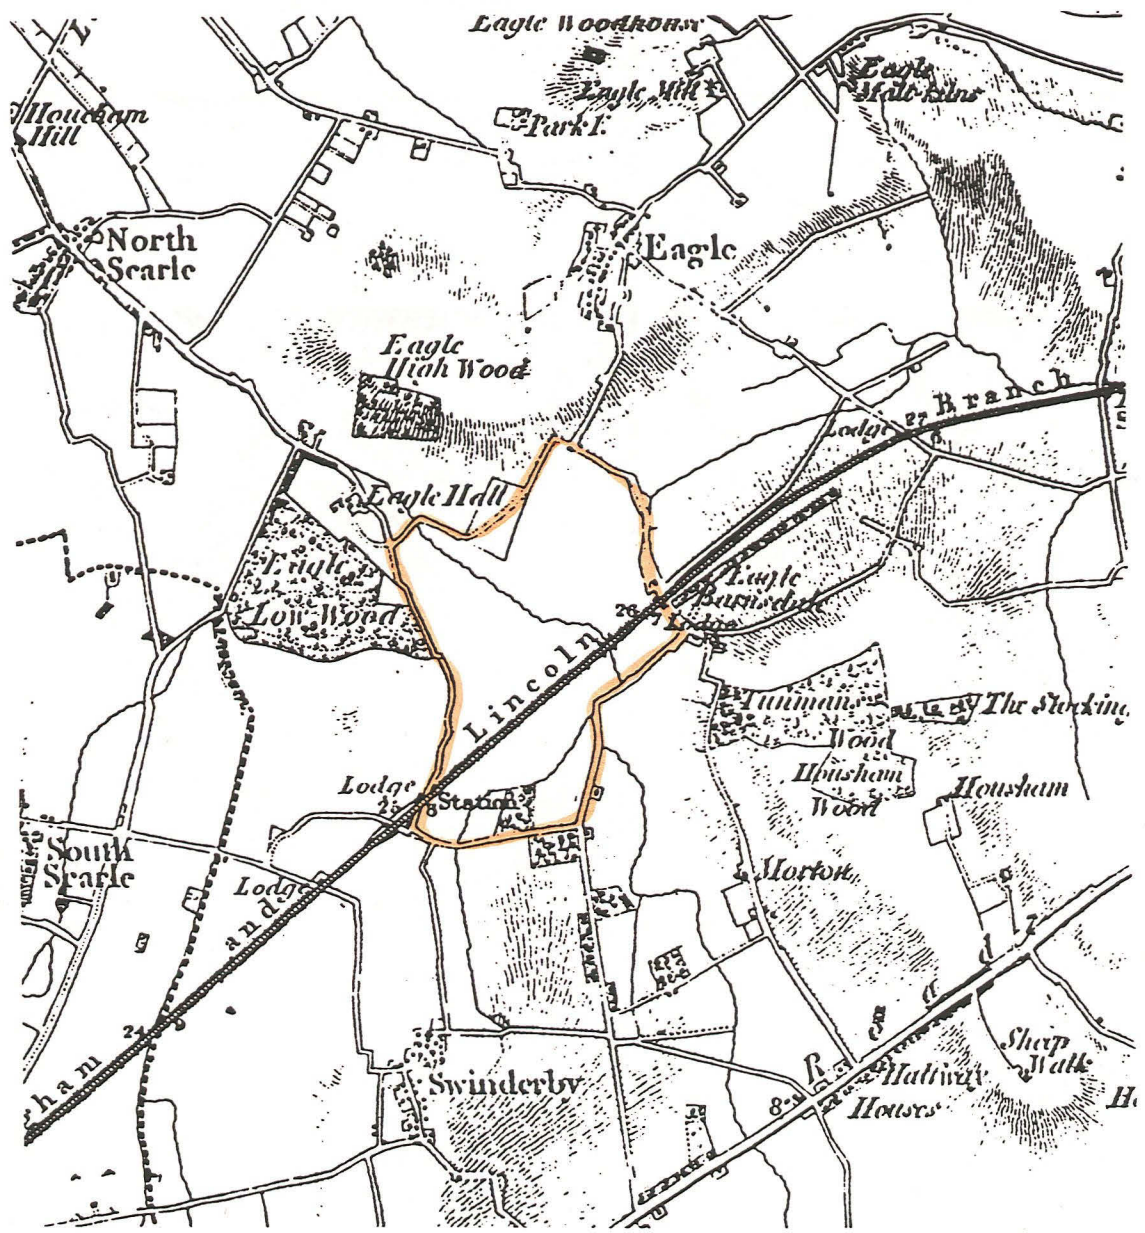 Eagle Woodhouse
Eagle Mill
Eagle
Malt-kilns
Park F.
Houcham
Hill
North
Scarle
Eagle
Eagle
High Wood
Branch
Lodge
27
Eagle Hall
Eagle
Low Wood
Eagle
Barnsdale
Lodge
26
Lincoln
Tunman
Wood
The Stocking
Housham
Wood
Housham
Lodge
25
Station
South
Scarle
Lodge
Morton
and
24
ham
Swinderby
R o a d
7
8
Halfway
Houses
Sheep
Walk